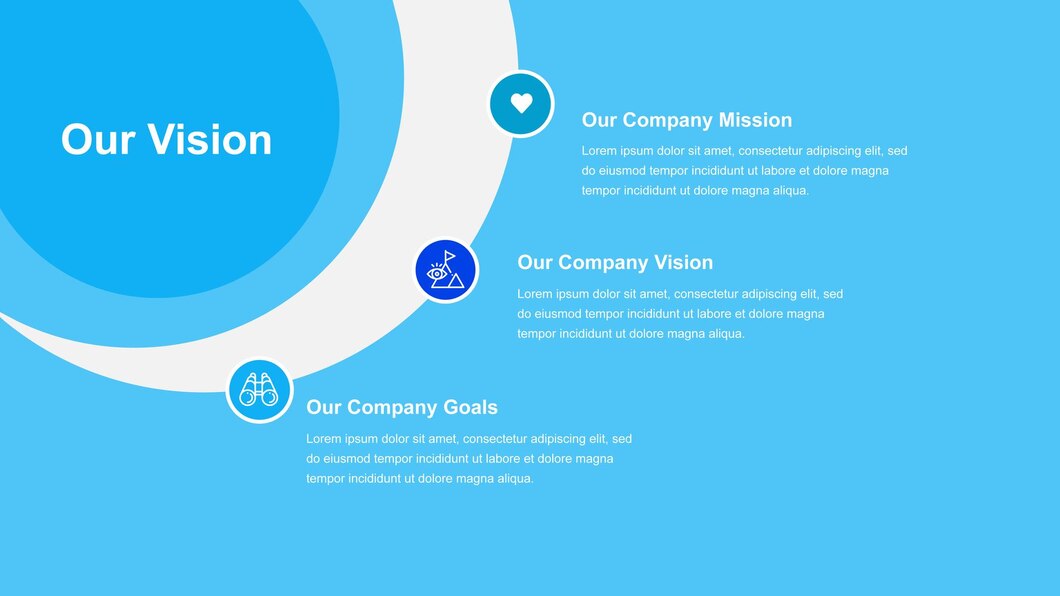 Our Vision
Our Company Mission
Lorem ipsum dolor sit amet, consectetur adipiscing elit, sed
do eiusmod tempor incididunt ut labore et dolore magna
tempor incididunt ut dolore magna aliqua.
Our Company Vision
Lorem ipsum dolor sit amet, consectetur adipiscing elit, sed
do eiusmod tempor incididunt ut labore et dolore magna
tempor incididunt ut dolore magna aliqua.
Our Company Goals
Lorem ipsum dolor sit amet, consectetur adipiscing elit, sed
do eiusmod tempor incididunt ut labore et dolore magna
tempor incididunt ut dolore magna aliqua.